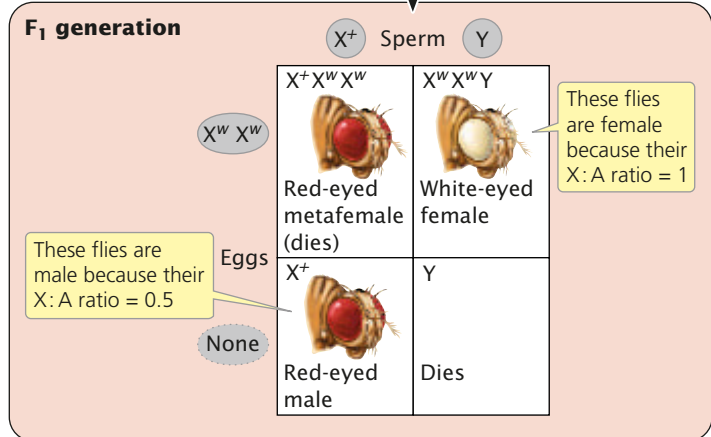 F₁ generation
X⁺ Sperm Y
X⁺XʷXʷ
XʷXʷY
XʷXʷ
Red-eyed
metafemale
(dies)
White-eyed
female
These flies
are female
because their
X:A ratio = 1
These flies are
male because their
X:A ratio = 0.5
Eggs
X⁺
Y
None
Red-eyed
male
Dies